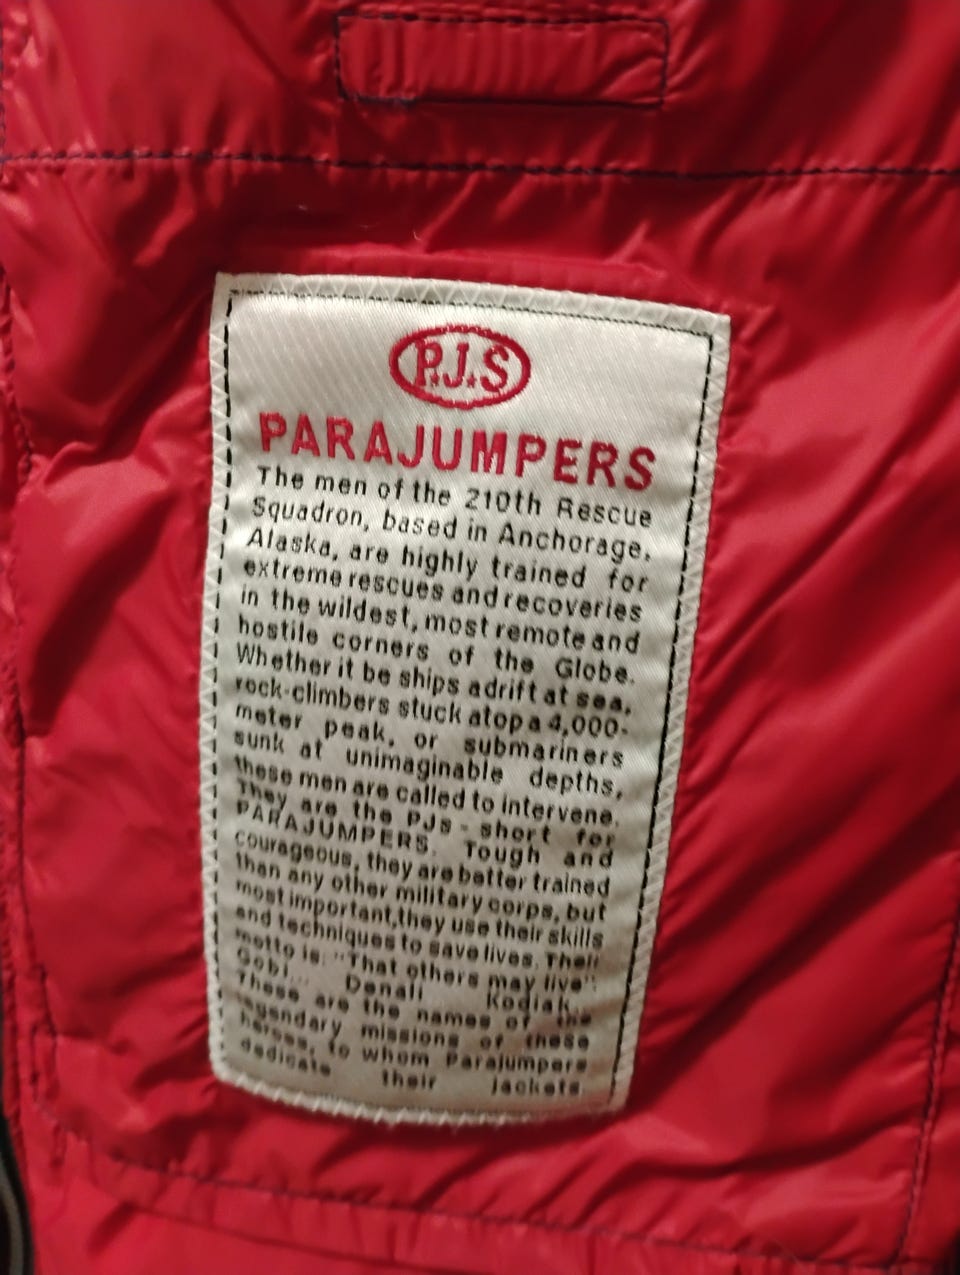 P.J.S
PARAJUMPERS
The men of the 210th Rescue
Squadron, based in Anchorage,
Alaska, are highly trained for
extreme rescues and recoveries
in the wildest, most remote and
hostile corners of the Globe.
Whether it be ships adrift at sea,
rock-climbers stuck atop a 4,000-
meter peak, or submariners
sunk at unimaginable depths,
these men are called to intervene.
They are the PJs - short for
PARAJUMPERS. Tough and
courageous, they are better trained
than any other military corps, but
most important,they use their skills
and techniques to save lives. Their
motto is: "That others may live".
Gobi... Denali Kodiak...
These are the names of the
legendary missions of these
heroes, to whom Parajumpers
dedicate their jackets.